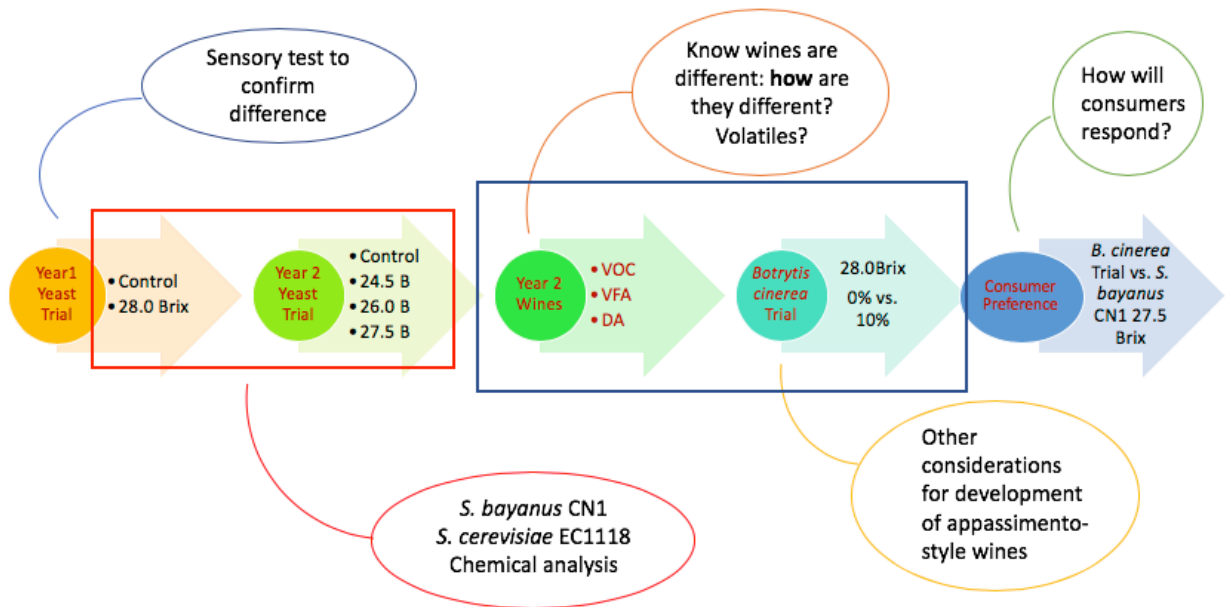 Sensory test to
confirm
difference
Know wines are
different: how are
they different?
Volatiles?
How will
consumers
respond?
Year1
Yeast
Trial
• Control
• 28.0 Brix
Year 2
Yeast
Trial
• Control
• 24.5 B
• 26.0 B
• 27.5 B
Year 2
Wines
• VOC
• VFA
• DA
Botrytis
cinerea
Trial
28.0Brix
0% vs.
10%
Consumer
Preference
B. cinerea
Trial vs. S.
bayanus
CN1 27.5
Brix
S. bayanus CN1
S. cerevisiae EC1118
Chemical analysis
Other
considerations
for development
of appassimento-
style wines